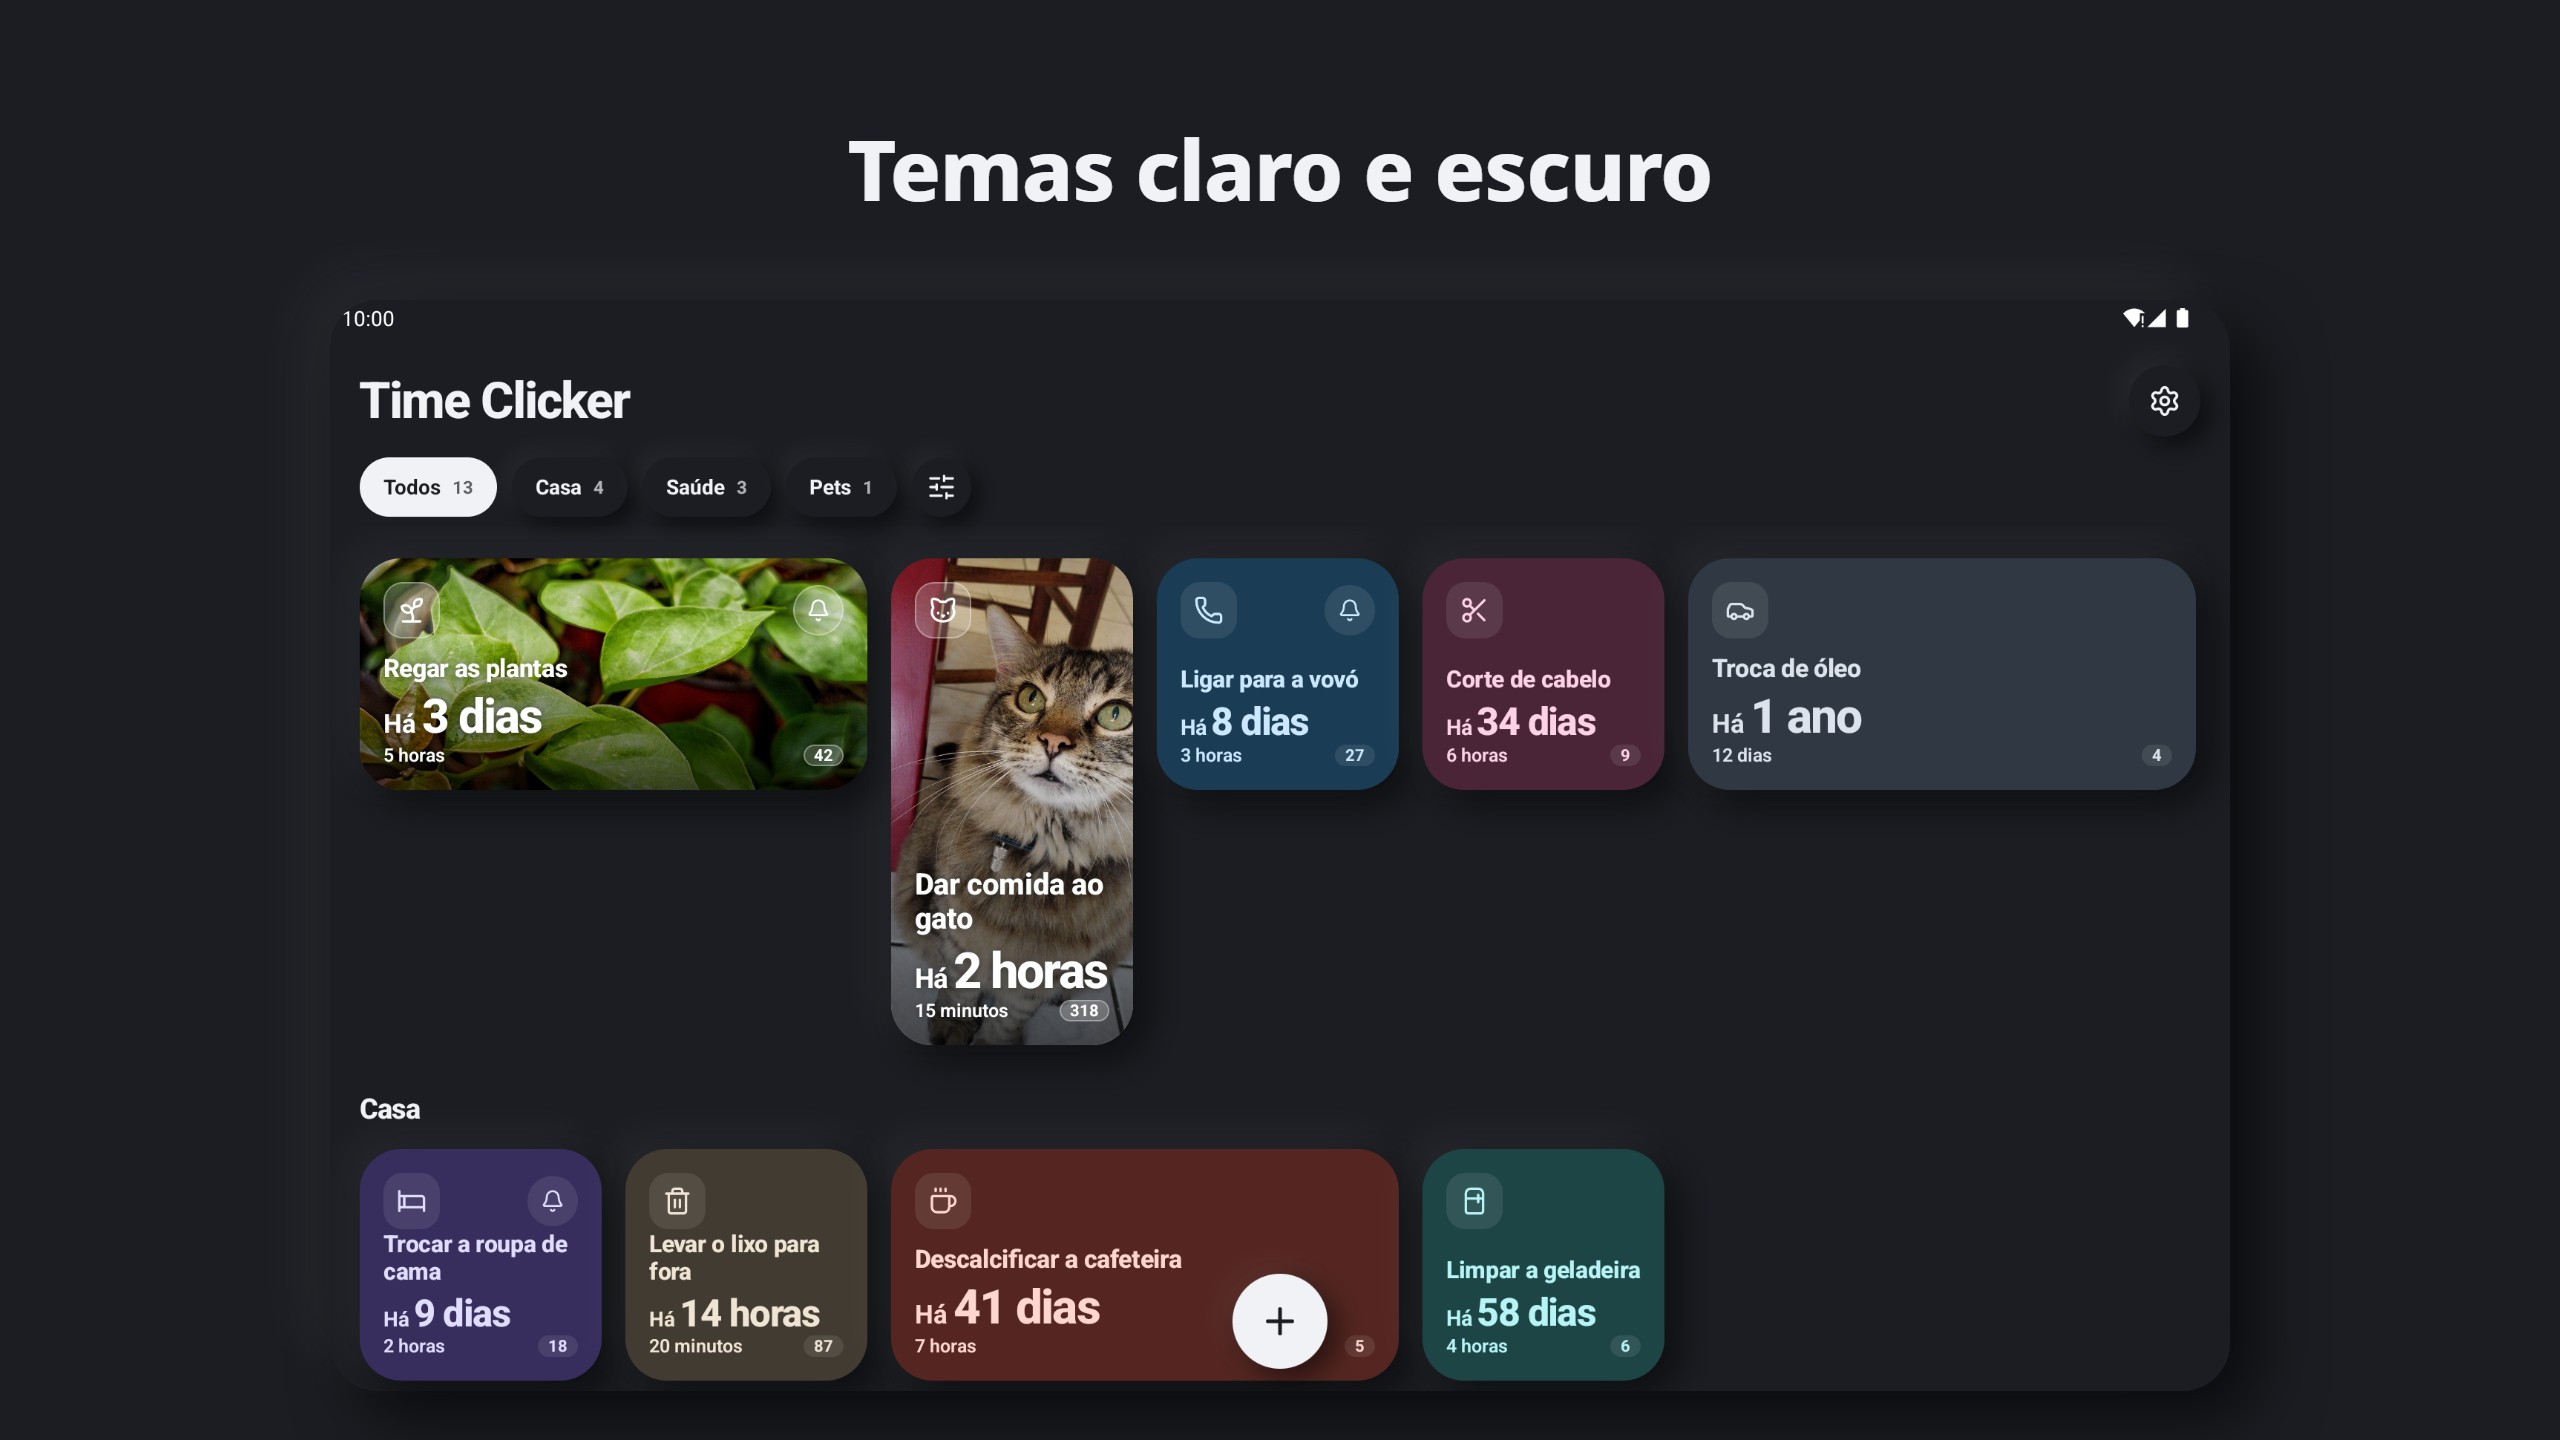 Temas claro e escuro
10:00
Time Clicker
Todos 13
Casa 4
Saúde 3
Pets 1
Regar as plantas
Há 3 dias
5 horas
42
Dar comida ao
gato
Há 2 horas
15 minutos
318
Ligar para a vovó
Há 8 dias
3 horas
27
Corte de cabelo
Há 34 dias
6 horas
9
Troca de óleo
Há 1 ano
12 dias
4
Casa
Trocar a roupa de
cama
Há 9 dias
2 horas
18
Levar o lixo para
fora
Há 14 horas
20 minutos
87
Descalcificar a cafeteira
Há 41 dias
7 horas
5
Limpar a geladeira
Há 58 dias
4 horas
6